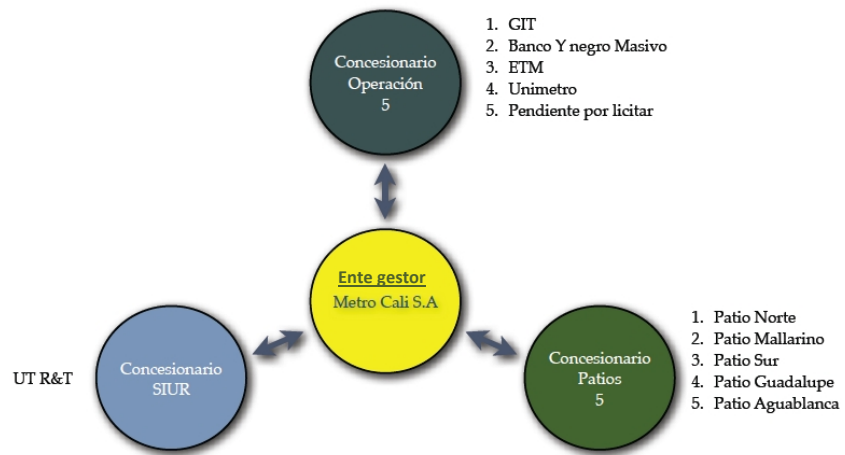 Concesionario
Operación
5
1. GIT
2. Banco Y negro Masivo
3. ETM
4. Unimetro
5. Pendiente por licitar
Ente gestor
Metro Cali S.A
UT R&T
Concesionario
SIUR
Concesionario
Patios
5
1. Patio Norte
2. Patio Mallarino
3. Patio Sur
4. Patio Guadalupe
5. Patio Aguablanca